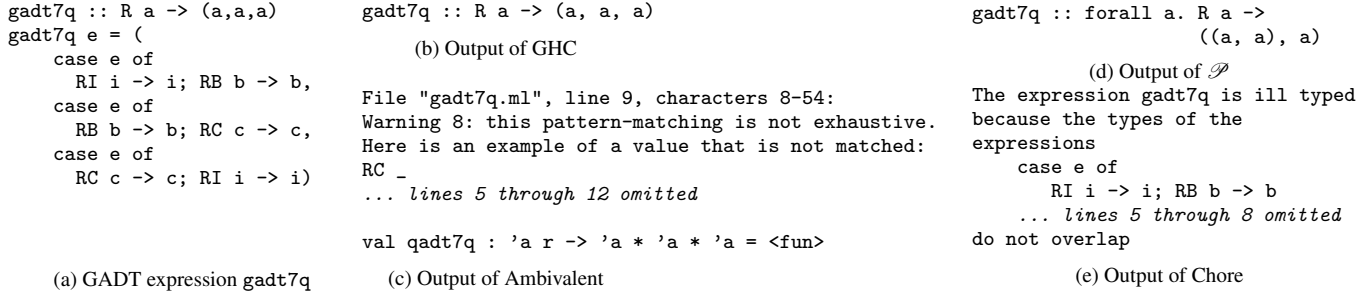 gadt7q :: R a -> (a,a,a)
gadt7q e = (
    case e of
      RI i -> i; RB b -> b,
    case e of
      RB b -> b; RC c -> c,
    case e of
      RC c -> c; RI i -> i)
(a) GADT expression gadt7q
gadt7q :: R a -> (a, a, a)
(b) Output of GHC
File "gadt7q.ml", line 9, characters 8-54:
Warning 8: this pattern-matching is not exhaustive.
Here is an example of a value that is not matched:
RC _
... lines 5 through 12 omitted
val qadt7q : 'a r -> 'a * 'a * 'a = <fun>
(c) Output of Ambivalent
gadt7q :: forall a. R a ->
                    ((a, a), a)
(d) Output of 𝒫
The expression gadt7q is ill typed
because the types of the
expressions
    case e of
       RI i -> i; RB b -> b
    ... lines 5 through 8 omitted
do not overlap
(e) Output of Chore